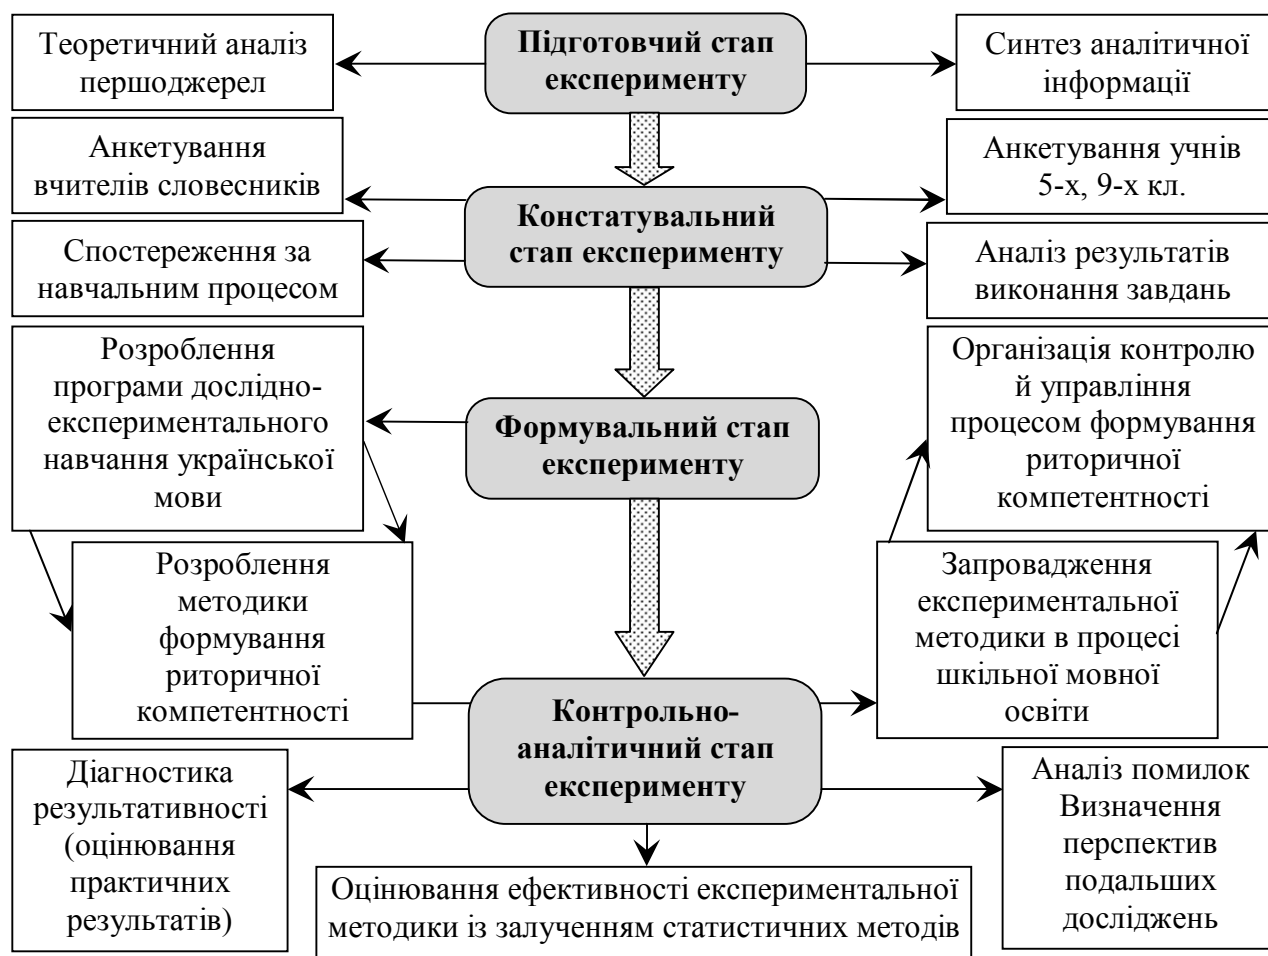 Підготовчий стап
експерименту
Теоретичний аналіз
першоджерел
Синтез аналітичної
інформації
Анкетування
вчителів словесників
Анкетування учнів
5-х, 9-х кл.
Констатувальний
стап експерименту
Спостереження за
навчальним процесом
Аналіз результатів
виконання завдань
Розроблення
програми дослідно-
експериментального
навчання української
мови
Формувальний стап
експерименту
Організація контролю
й управління
процесом формування
риторичної
компетентності
Розроблення
методики
формування
риторичної
компетентності
Запровадження
експериментальної
методики в процесі
шкільної мовної
освіти
Контрольно-
аналітичний стап
експерименту
Діагностика
результативності
(оцінювання
практичних
результатів)
Оцінювання ефективності експериментальної
методики із залученням статистичних методів
Аналіз помилок
Визначення
перспектив
подальших
досліджень